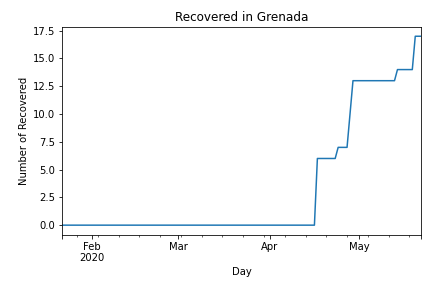 Recovered in Grenada
17.5
15.0
12.5
10.0
7.5
5.0
2.5
0.0
Number of Recovered
Feb
2020
Mar
Apr
May
Day